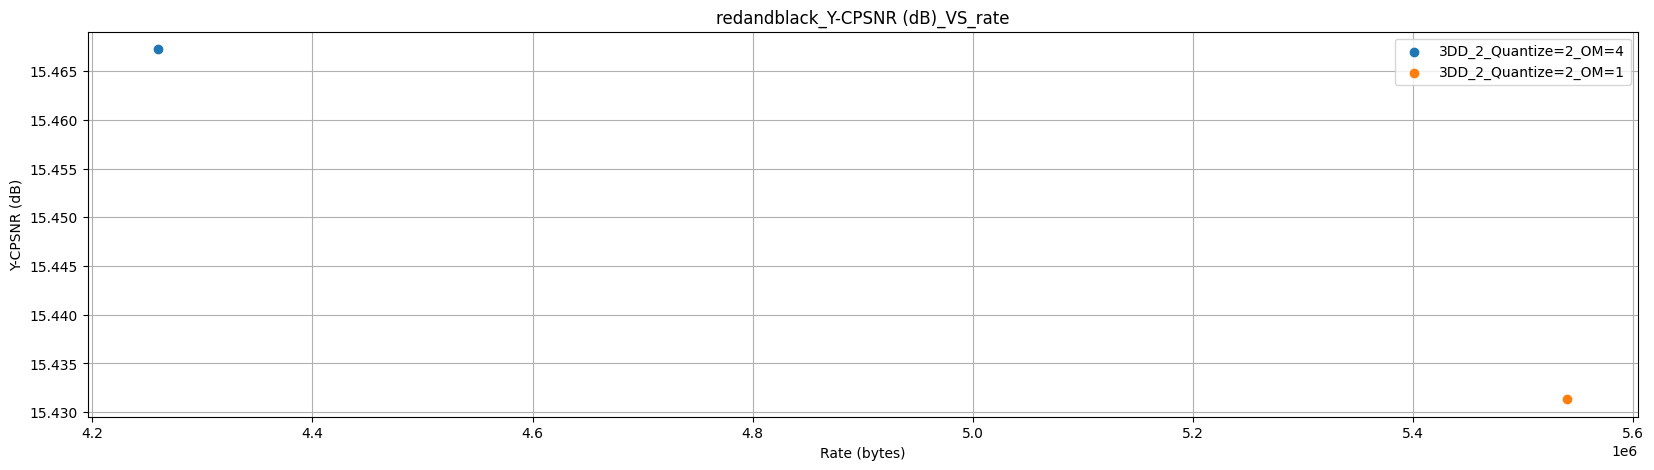 redandblack_Y-CPSNR (dB)_VS_rate
3DD_2_Quantize=2_OM=4
3DD_2_Quantize=2_OM=1
Y-CPSNR (dB)
15.465
15.460
15.455
15.450
15.445
15.440
15.435
15.430
4.2 4.4 4.6 4.8 5.0 5.2 5.4 5.6
1e6
Rate (bytes)